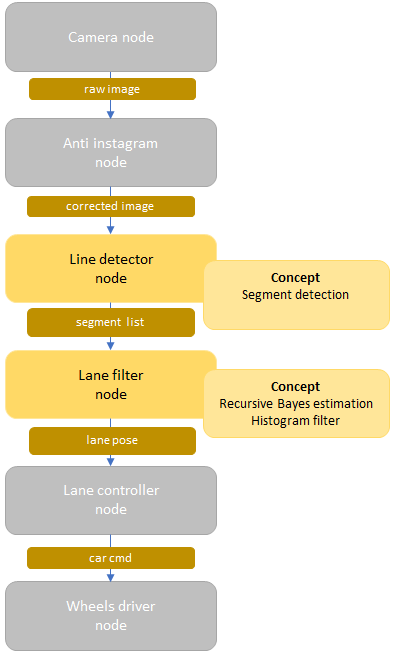 Camera node
raw image
Anti instagram
node
corrected image
Line detector
node
Concept
Segment detection
segment list
Lane filter
node
Concept
Recursive Bayes estimation
Histogram filter
lane pose
Lane controller
node
car cmd
Wheels driver
node